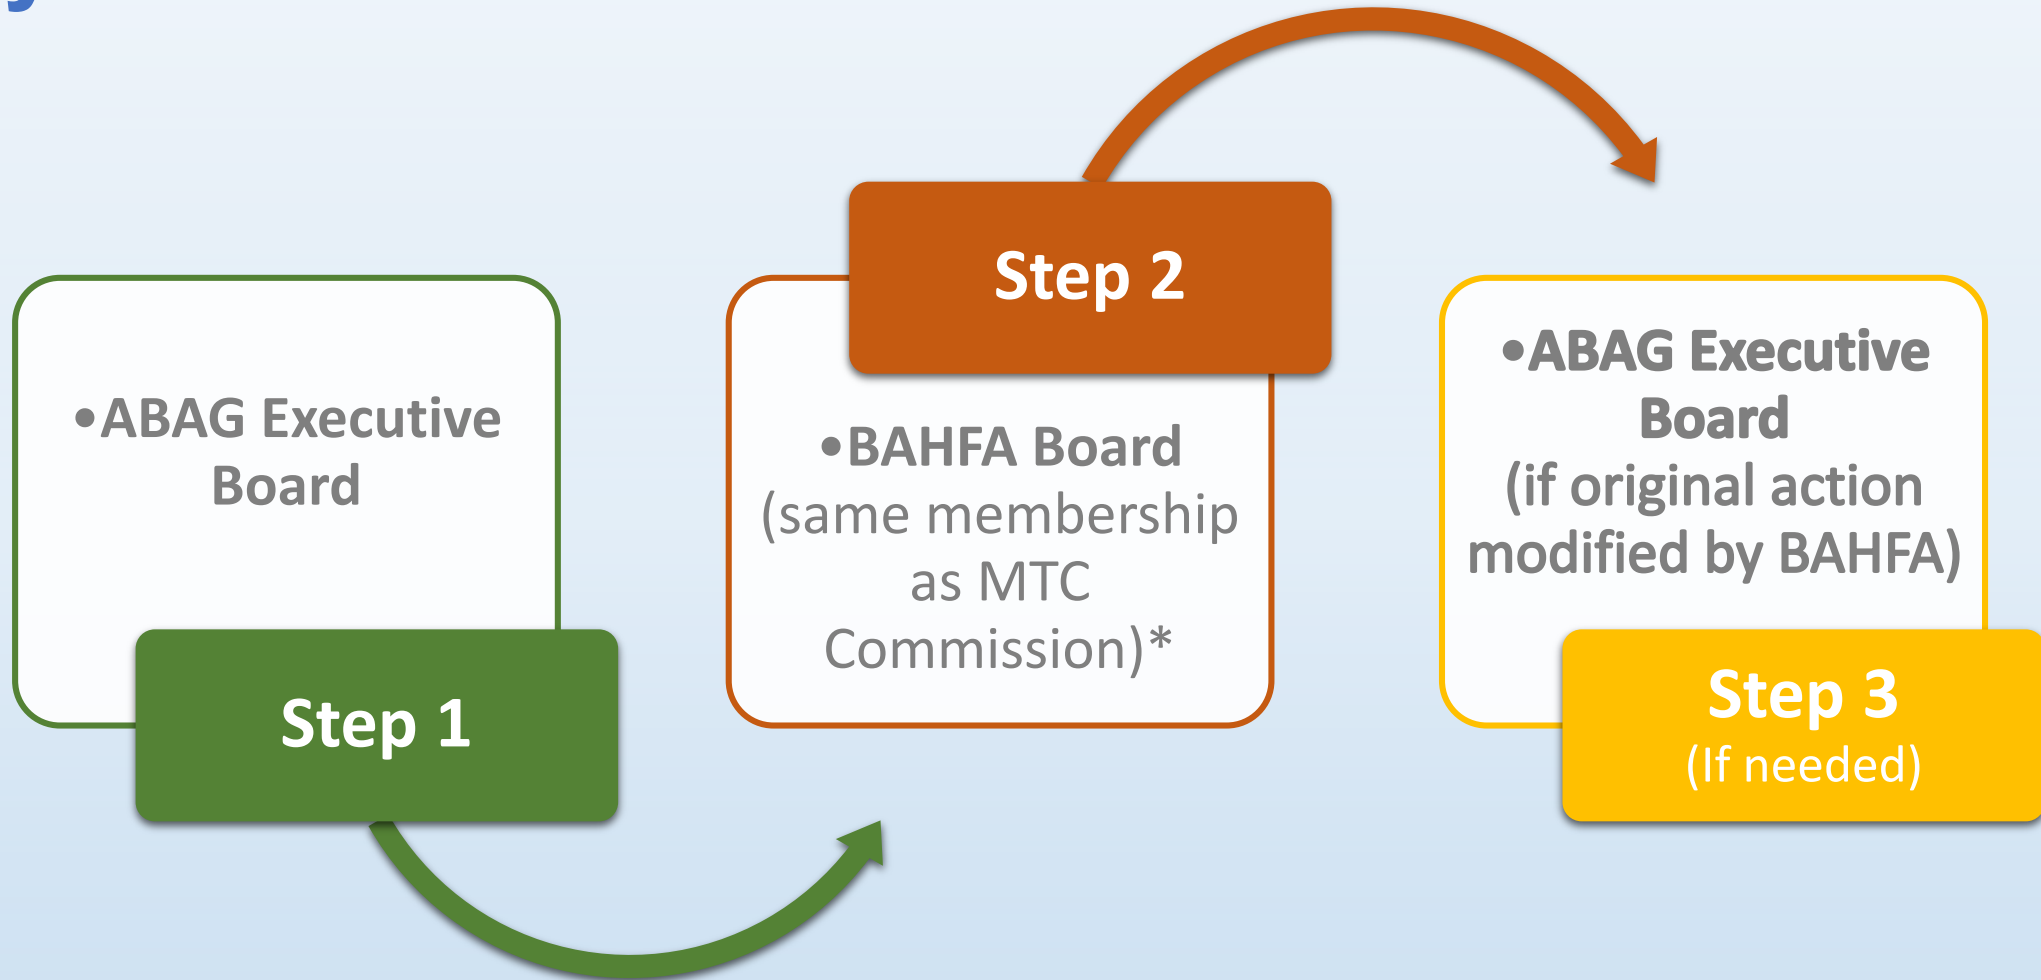 •ABAG Executive
Board
Step 1
Step 2
•BAHFA Board
(same membership
as MTC
Commission)*
•ABAG Executive
Board
(if original action
modified by BAHFA)
Step 3
(If needed)